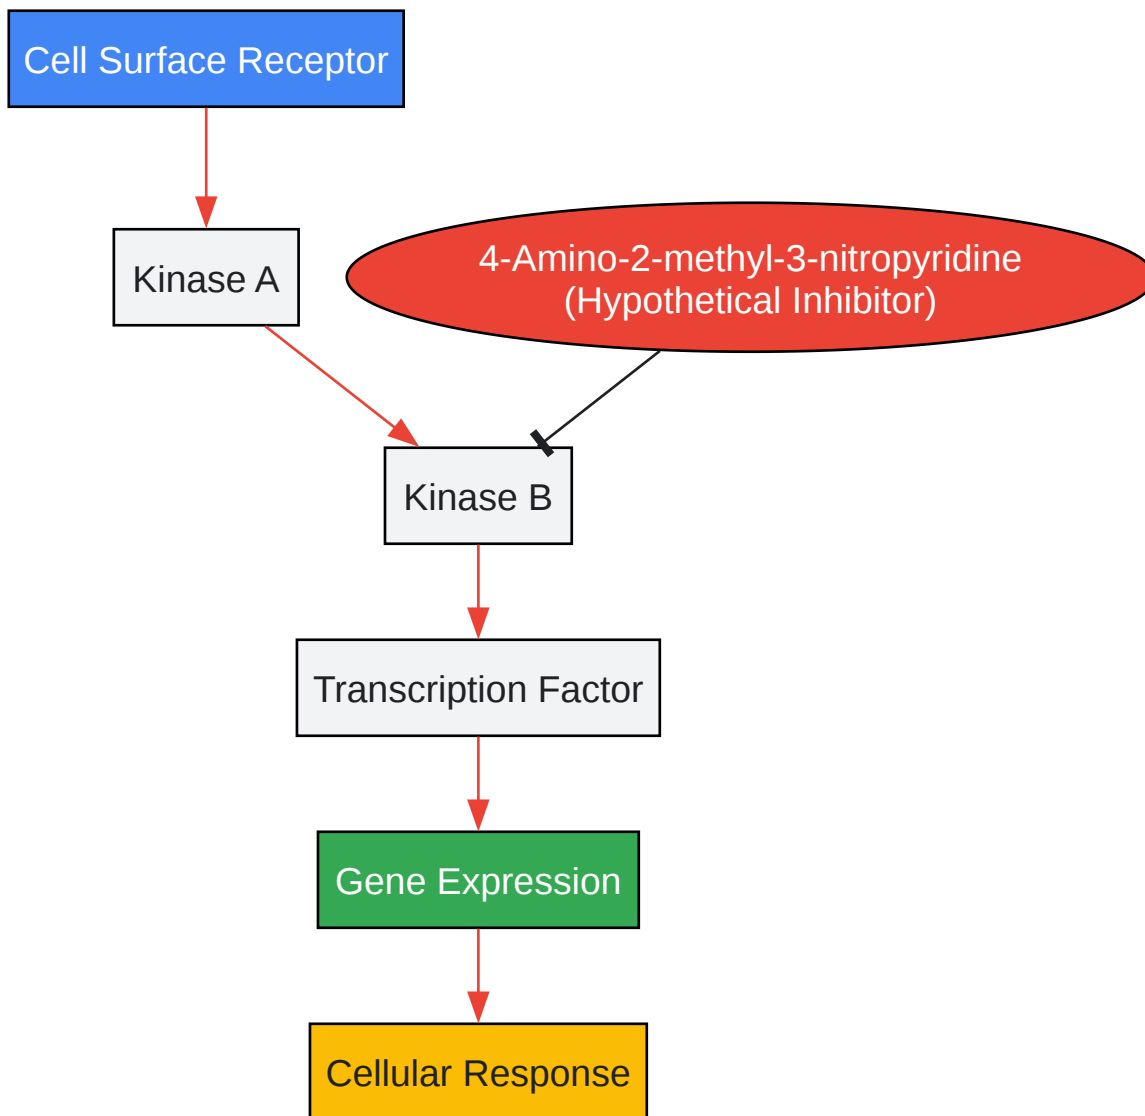 Cell Surface Receptor
Kinase A
4-Amino-2-methyl-3-nitropyridine
(Hypothetical Inhibitor)
Kinase B
Transcription Factor
Gene Expression
Cellular Response